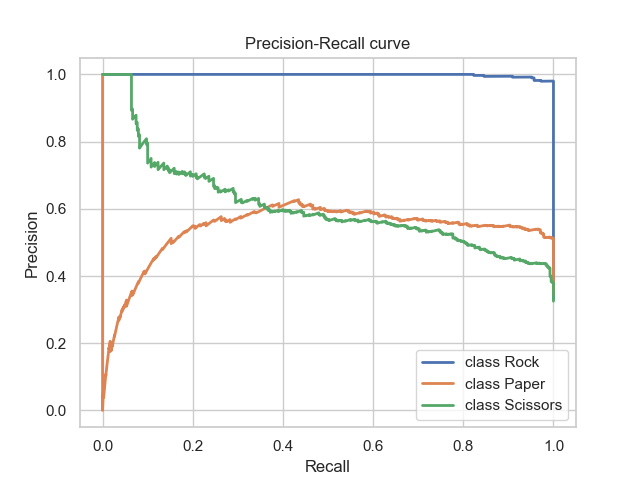 Precision-Recall curve
1.0
0.8
0.6
0.4
0.2
0.0
Precision
0.0 0.2 0.4 0.6 0.8 1.0
Recall
class Rock
class Paper
class Scissors